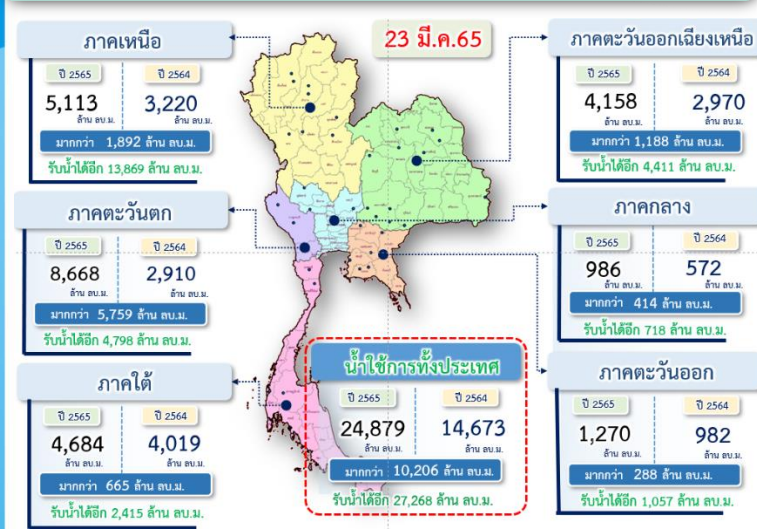 23 มี.ค.65
ภาคเหนือ
ปี 2565 ปี 2564
5,113 3,220
ล้าน ลบ.ม. ล้าน ลบ.ม.
มากกว่า 1,892 ล้าน ลบ.ม.
รับน้ำได้อีก 13,869 ล้าน ลบ.ม.
ภาคตะวันออกเฉียงเหนือ
ปี 2565 ปี 2564
4,158 2,970
ล้าน ลบ.ม. ล้าน ลบ.ม.
มากกว่า 1,188 ล้าน ลบ.ม.
รับน้ำได้อีก 4,411 ล้าน ลบ.ม.
ภาคตะวันตก
ปี 2565 ปี 2564
8,668 2,910
ล้าน ลบ.ม. ล้าน ลบ.ม.
มากกว่า 5,759 ล้าน ลบ.ม.
รับน้ำได้อีก 4,798 ล้าน ลบ.ม.
ภาคกลาง
ปี 2565 ปี 2564
986 572
ล้าน ลบ.ม. ล้าน ลบ.ม.
มากกว่า 414 ล้าน ลบ.ม.
รับน้ำได้อีก 718 ล้าน ลบ.ม.
ภาคใต้
ปี 2565 ปี 2564
4,684 4,019
ล้าน ลบ.ม. ล้าน ลบ.ม.
มากกว่า 665 ล้าน ลบ.ม.
รับน้ำได้อีก 2,415 ล้าน ลบ.ม.
น้ำใช้การทั้งประเทศ
ปี 2565 ปี 2564
24,879 14,673
ล้าน ลบ.ม. ล้าน ลบ.ม.
มากกว่า 10,206 ล้าน ลบ.ม.
รับน้ำได้อีก 27,268 ล้าน ลบ.ม.
ภาคตะวันออก
ปี 2565 ปี 2564
1,270 982
ล้าน ลบ.ม. ล้าน ลบ.ม.
มากกว่า 288 ล้าน ลบ.ม.
รับน้ำได้อีก 1,057 ล้าน ลบ.ม.